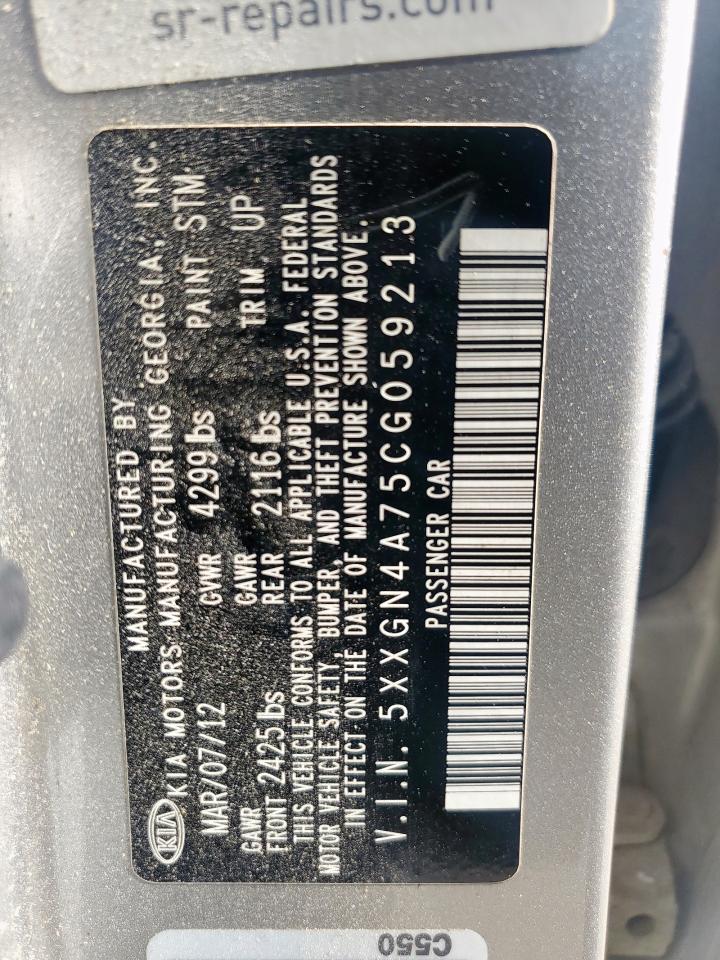 sr-repairs.com
MANUFACTURED BY
KIA KIA MOTORS MANUFACTURING GEORGIA, INC.
MAR/07/12 GVWR 4299 lbs PAINT STM
GAWR FRONT 2425 lbs GAWR REAR 2116 lbs TRIM UP
THIS VEHICLE CONFORMS TO ALL APPLICABLE U.S.A. FEDERAL
MOTOR VEHICLE SAFETY, BUMPER, AND THEFT PREVENTION STANDARDS
IN EFFECT ON THE DATE OF MANUFACTURE SHOWN ABOVE.
V.I.N. 5XXGN4A75CG059213
PASSENGER CAR
C550